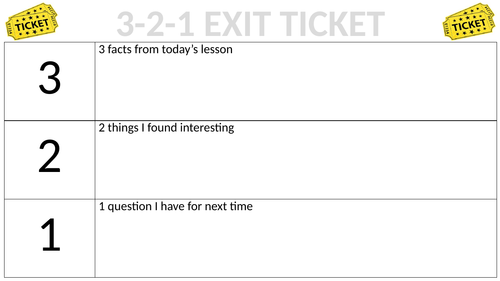 3-2-1 EXIT TICKET
TICKET
TICKET
3
3 facts from today’s lesson
2
2 things I found interesting
1
1 question I have for next time